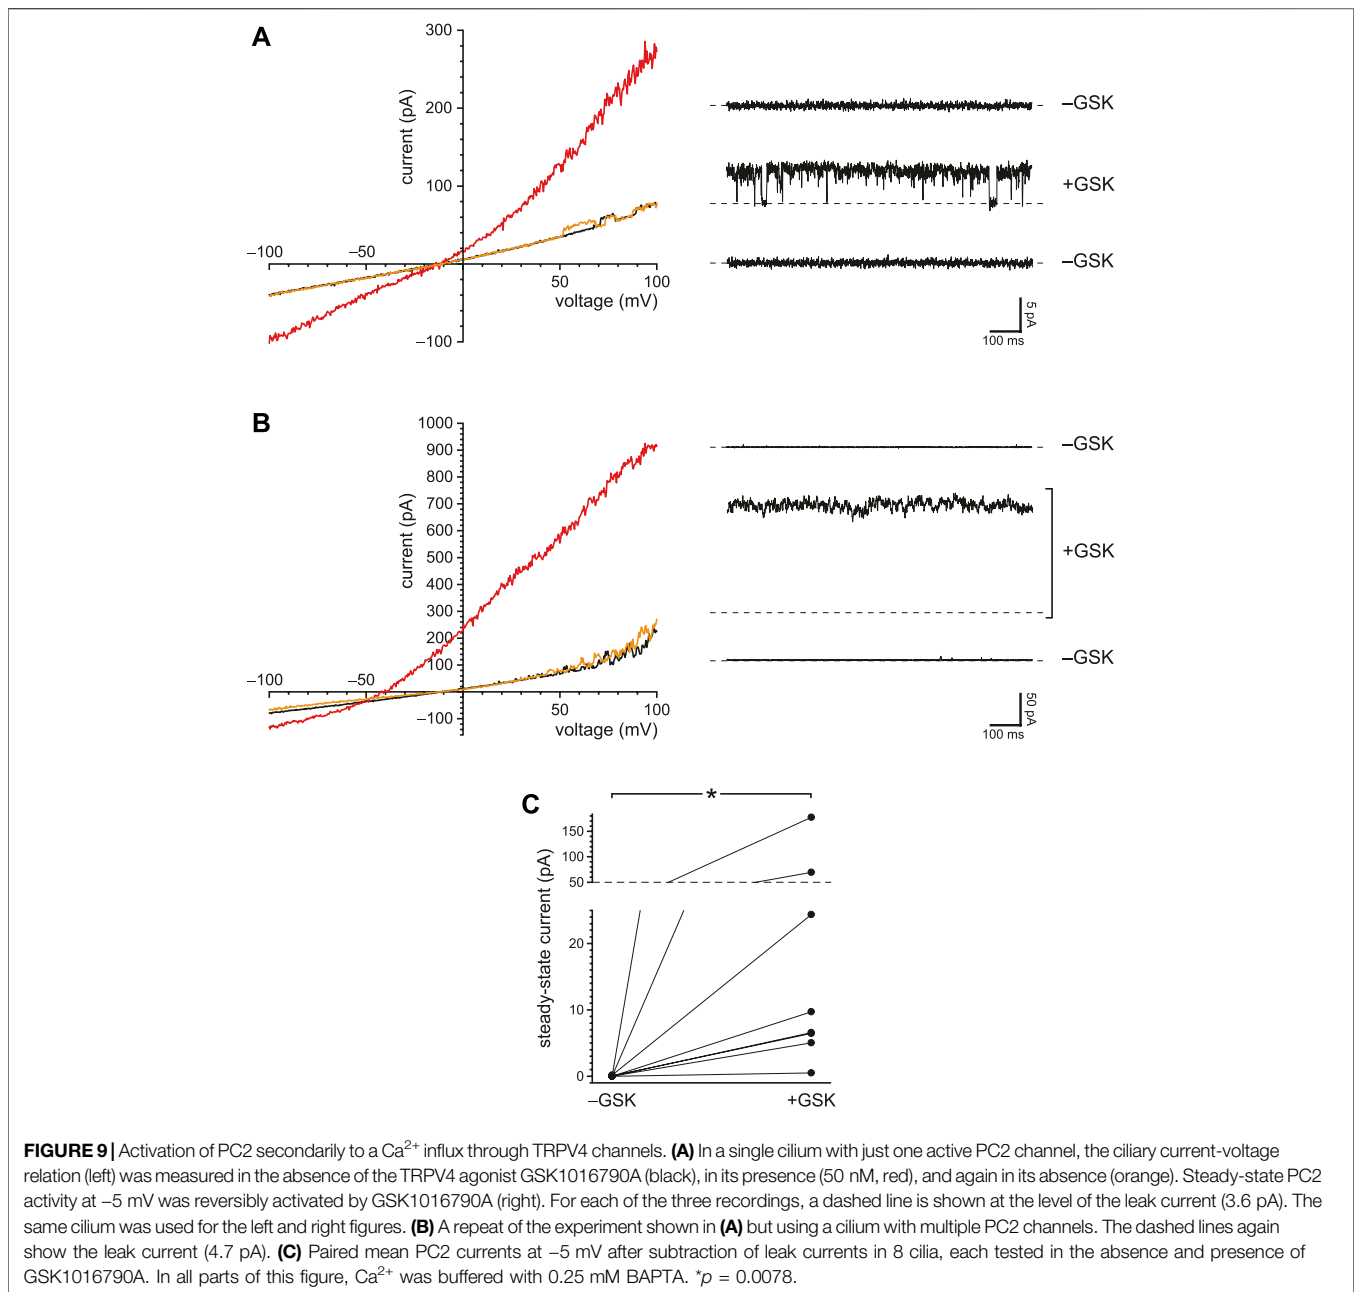 A
300
200
100
−100
current (pA)
−100
−50
50
100
voltage (mV)
−GSK
+GSK
−GSK
5 pA
100 ms
B
1000
900
800
700
600
500
400
300
200
100
−100
current (pA)
−100
−50
50
100
voltage (mV)
−GSK
+GSK
−GSK
50 pA
100 ms
C
*
150
100
50
20
10
0
steady-state current (pA)
−GSK
+GSK
FIGURE 9 | Activation of PC2 secondarily to a Ca²⁺ influx through TRPV4 channels. (A) In a single cilium with just one active PC2 channel, the ciliary current-voltage
relation (left) was measured in the absence of the TRPV4 agonist GSK1016790A (black), in its presence (50 nM, red), and again in its absence (orange). Steady-state PC2
activity at −5 mV was reversibly activated by GSK1016790A (right). For each of the three recordings, a dashed line is shown at the level of the leak current (3.6 pA). The
same cilium was used for the left and right figures. (B) A repeat of the experiment shown in (A) but using a cilium with multiple PC2 channels. The dashed lines again
show the leak current (4.7 pA). (C) Paired mean PC2 currents at −5 mV after subtraction of leak currents in 8 cilia, each tested in the absence and presence of
GSK1016790A. In all parts of this figure, Ca²⁺ was buffered with 0.25 mM BAPTA. *p = 0.0078.